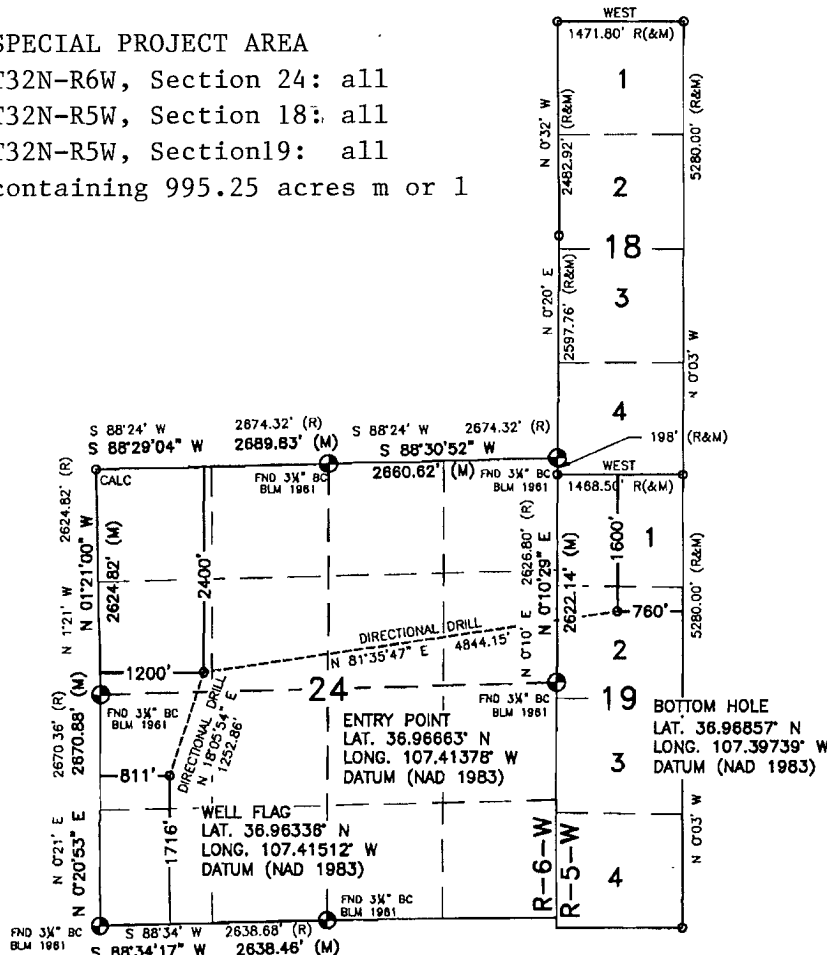 SPECIAL PROJECT AREA
T32N-R6W, Section 24: all
T32N-R5W, Section 18: all
T32N-R5W, Section19: all
containing 995.25 acres m or l
WEST
1471.80' R(&M)
1
N 0°32' W
2482.92' (R&M)
5280.00' (R&M)
2
18
N 0°20' E
2597.76' (R&M)
3
N 0°03' W
4
198' (R&M)
S 88°24' W 2674.32' (R)
S 88°29'04" W 2689.63' (M)
S 88°24' W 2674.32' (R)
S 88°30'52" W
2660.62' (M)
CALC
FND 3¼" BC
BLM 1961
FND 3¼" BC
BLM 1961
WEST
1468.50' R(&M)
N 1°21' W 2624.82' (R)
N 01°21'00" W
2624.82' (M)
2400'
N 0°10' E 2626.80' (R)
N 0°10'29" E
2622.14' (M)
1600'
1
5280.00' (R&M)
760'
DIRECTIONAL DRILL
N 81°35'47" E 4844.15'
2
1200'
24
FND 3¼" BC
BLM 1961
FND 3¼" BC
BLM 1961
19
DIRECTIONAL DRILL
N 18°05'54" E
1252.86'
ENTRY POINT
LAT. 36.96663° N
LONG. 107.41378° W
DATUM (NAD 1983)
BOTTOM HOLE
LAT. 36.96857° N
LONG. 107.39739° W
DATUM (NAD 1983)
3
N 0°21' E 2670.36' (R)
N 0°20'53" E 2670.88' (M)
811'
1716'
WELL FLAG
LAT. 36.96336° N
LONG. 107.41512° W
DATUM (NAD 1983)
N 0°03' W
R-6-W
R-5-W
4
FND 3¼" BC
BLM 1961
FND 3¼" BC
BLM 1961
S 88°34' W 2638.68' (R)
S 88°34'17" W 2638.46' (M)